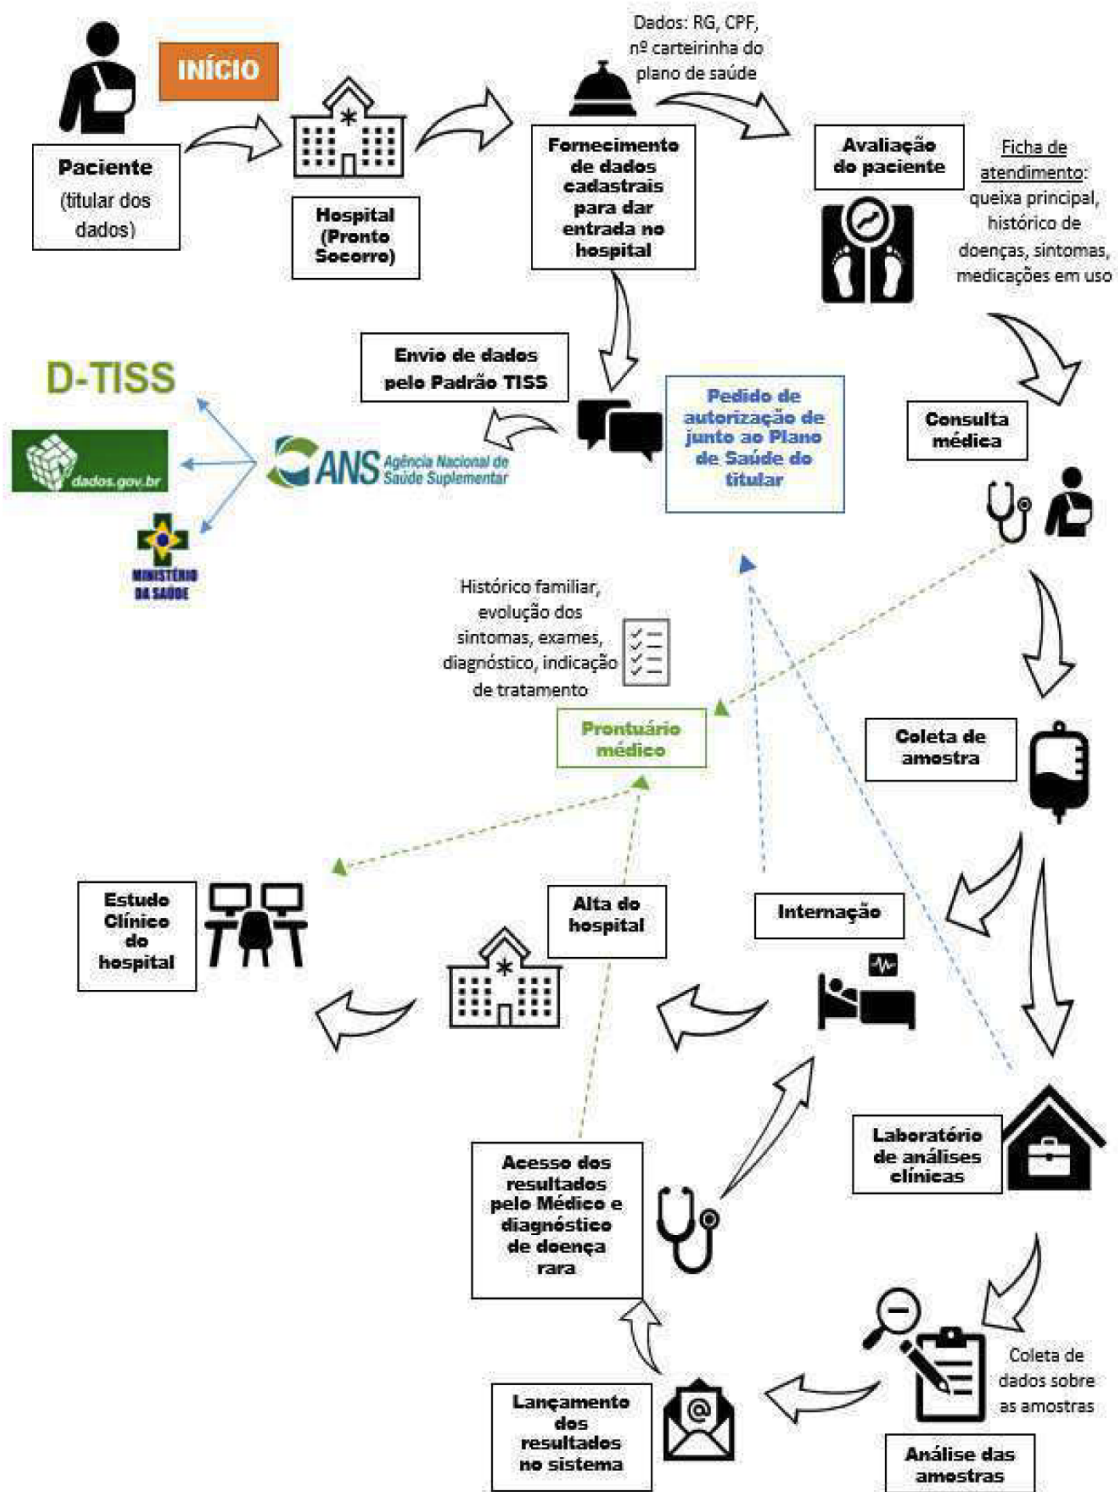 INÍCIO
Paciente
(titular dos
dados)
Hospital
(Pronto
Socorro)
Fornecimento
de dados
cadastrais
para dar
entrada no
hospital
Dados: RG, CPF,
nº carteirinha do
plano de saúde
Avaliação
do paciente
Ficha de
atendimento:
queixa principal,
histórico de
doenças, sintomas,
medicações em uso
Envio de dados
pelo Padrão TISS
Pedido de
autorização de
junto ao Plano
de Saúde do
titular
Consulta
médica
D-TISS
dados.gov.br
ANS Agência Nacional de
Saúde Suplementar
MINISTÉRIO
DA SAÚDE
Histórico familiar,
evolução dos
sintomas, exames,
diagnóstico, indicação
de tratamento
Prontuário
médico
Coleta de
amostra
Estudo
Clínico
do
hospital
Alta do
hospital
Internação
Laboratório
de análises
clínicas
Acesso dos
resultados
pelo Médico e
diagnóstico
de doença
rara
Lançamento
dos
resultados
no sistema
@
Coleta de
dados sobre
as amostras
Análise das
amostras